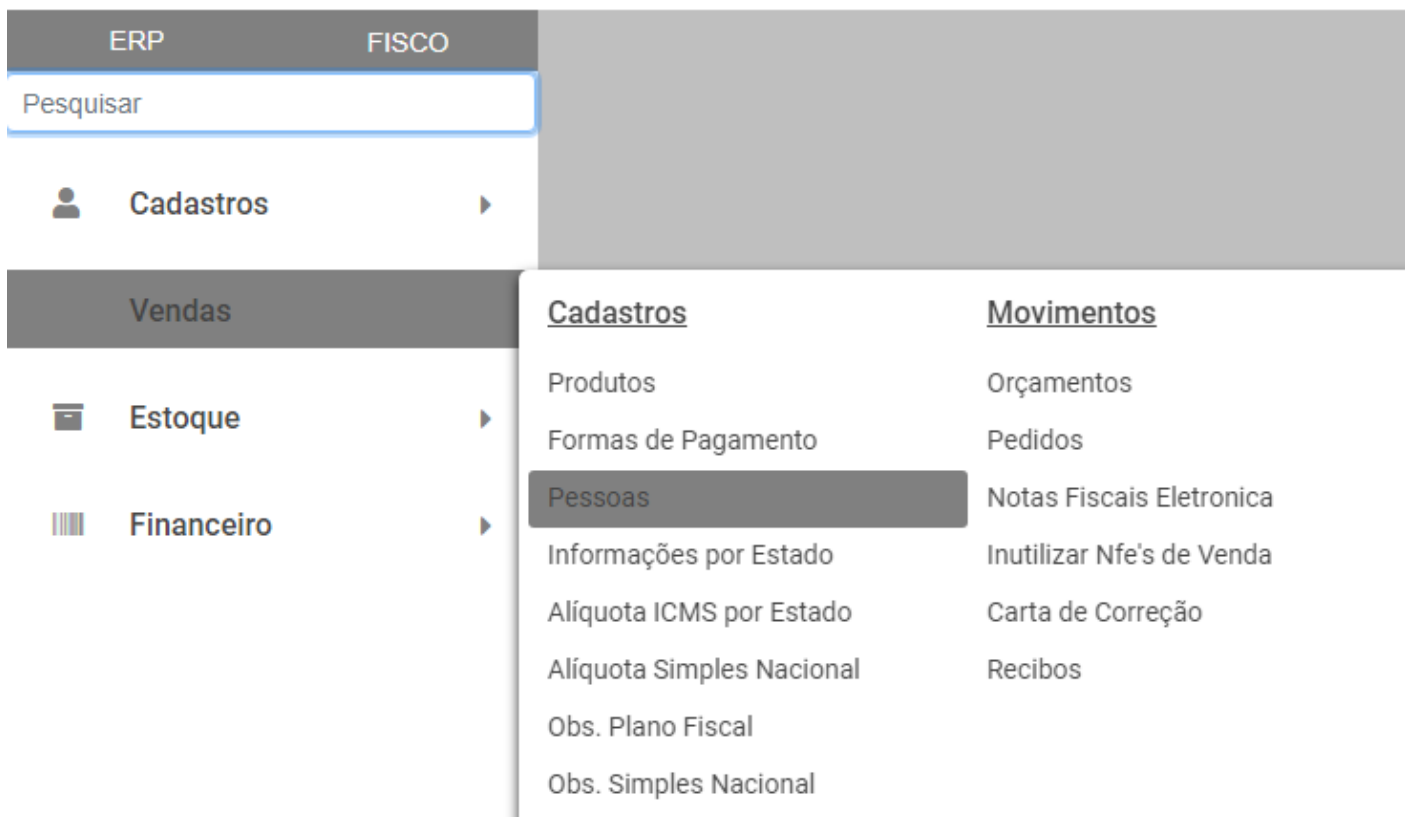 ERP FISCO
Pesquisar
Cadastros
Vendas
Estoque
Financeiro
Cadastros
Produtos
Formas de Pagamento
Pessoas
Informações por Estado
Alíquota ICMS por Estado
Alíquota Simples Nacional
Obs. Plano Fiscal
Obs. Simples Nacional
Movimentos
Orçamentos
Pedidos
Notas Fiscais Eletronica
Inutilizar Nfe's de Venda
Carta de Correção
Recibos